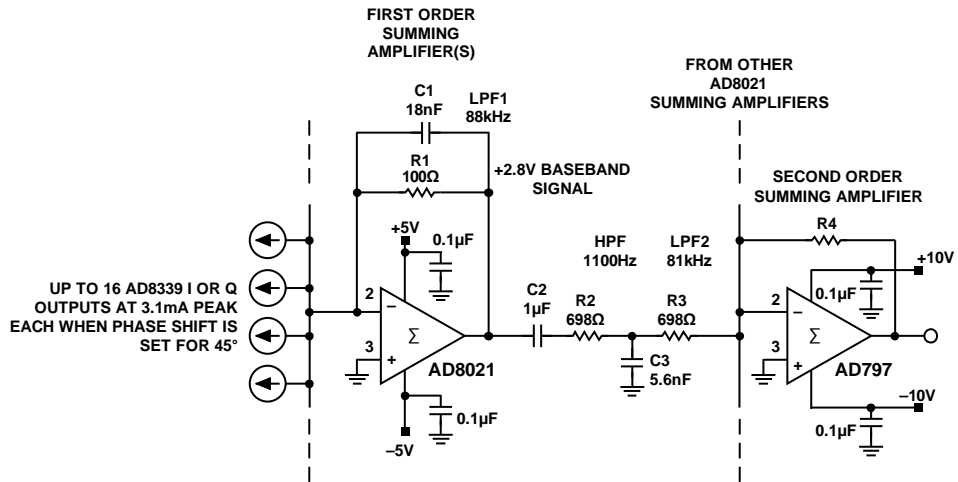 FIRST ORDER
SUMMING
AMPLIFIER(S)
C1
18nF
LPF1
88kHz
R1
100Ω
+2.8V BASEBAND
SIGNAL
FROM OTHER
AD8021
SUMMING AMPLIFIERS
SECOND ORDER
SUMMING AMPLIFIER
R4
+5V
0.1µF
+10V
0.1µF
HPF
1100Hz
LPF2
81kHz
UP TO 16 AD8339 I OR Q
OUTPUTS AT 3.1mA PEAK
EACH WHEN PHASE SHIFT IS
SET FOR 45°
2
−
Σ
3
+
AD8021
C2
1µF
R2
698Ω
R3
698Ω
C3
5.6nF
2
−
Σ
3
+
AD797
0.1µF
–5V
–10V
0.1µF